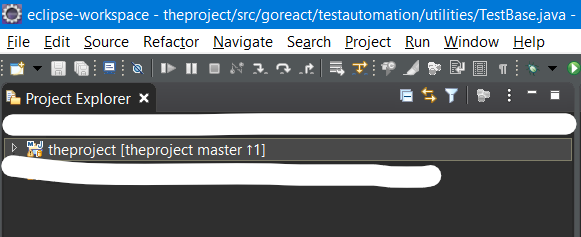 eclipse-workspace - theproject/src/goreact/testautomation/utilities/TestBase.java -
File Edit Source Refactor Navigate Search Project Run Window Help
Project Explorer
theproject [theproject master ↑1]